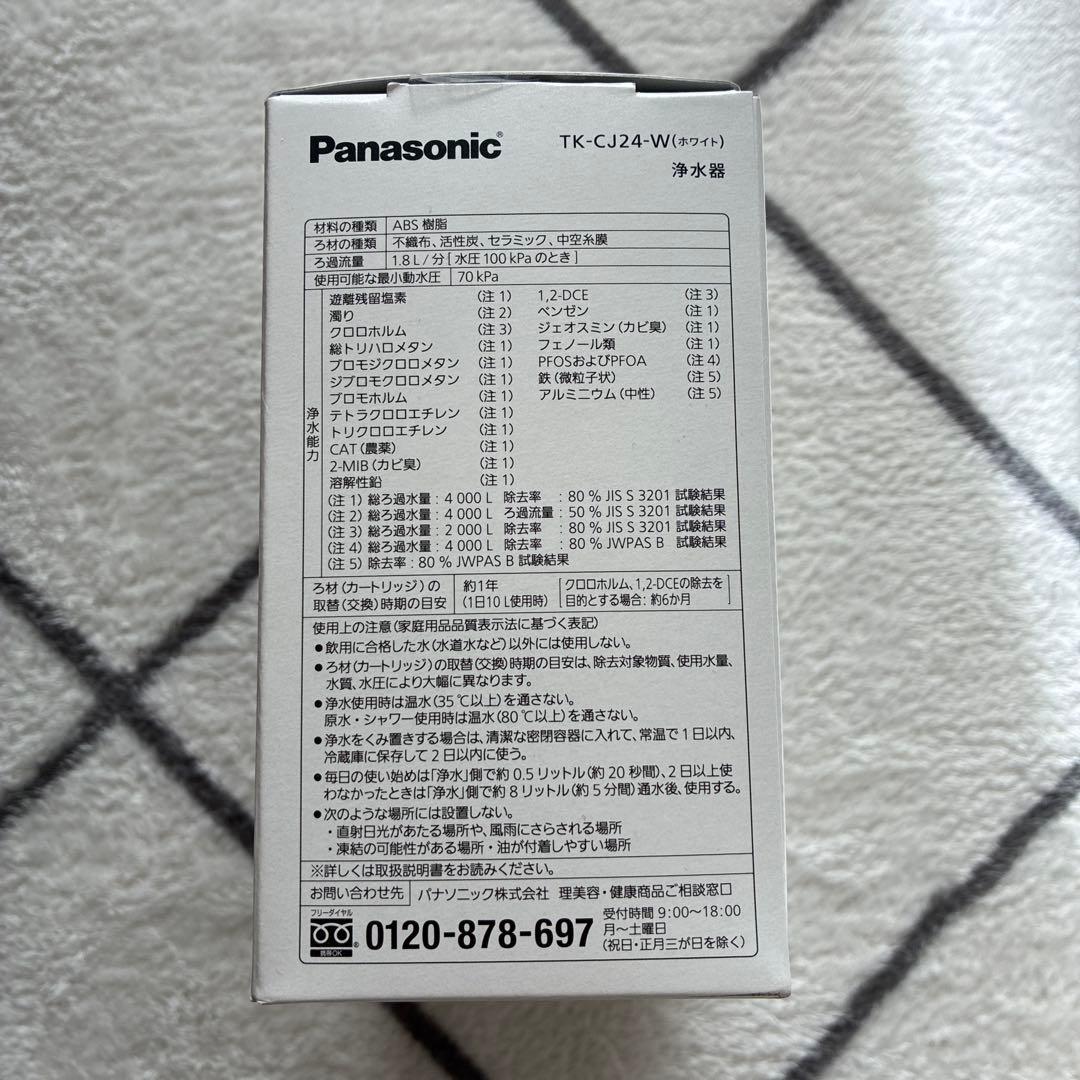 Panasonic®
TK-CJ24-W(ホワイト)
浄水器
材料の種類 ABS 樹脂
ろ材の種類 不織布、活性炭、セラミック、中空糸膜
ろ過流量 1.8 L / 分 [ 水圧 100 kPa のとき ]
使用可能な最小動水圧 70 kPa
浄水能力
遊離残留塩素 (注 1)
濁り (注 2)
クロロホルム (注 3)
総トリハロメタン (注 1)
ブロモジクロロメタン (注 1)
ジブロモクロロメタン (注 1)
ブロモホルム (注 1)
テトラクロロエチレン (注 1)
トリクロロエチレン (注 1)
CAT (農薬) (注 1)
2-MIB (カビ臭) (注 1)
溶解性鉛 (注 1)
1,2-DCE (注 3)
ベンゼン (注 1)
ジェオスミン (カビ臭) (注 1)
フェノール類 (注 1)
PFOSおよびPFOA (注 4)
鉄 (微粒子状) (注 5)
アルミニウム (中性) (注 5)
(注 1) 総ろ過水量 : 4 000 L 除去率 : 80 % JIS S 3201 試験結果
(注 2) 総ろ過水量 : 4 000 L ろ過流量 : 50 % JIS S 3201 試験結果
(注 3) 総ろ過水量 : 2 000 L 除去率 : 80 % JIS S 3201 試験結果
(注 4) 総ろ過水量 : 4 000 L 除去率 : 80 % JWPAS B 試験結果
(注 5) 除去率 : 80 % JWPAS B 試験結果
ろ材 (カートリッジ) の
取替 (交換) 時期の目安
約1年
(1日10 L使用時)
[クロロホルム、1,2-DCEの除去を
目的とする場合: 約6か月]
使用上の注意 (家庭用品品質表示法に基づく表記)
●飲用に合格した水 (水道水など) 以外には使用しない。
●ろ材 (カートリッジ) の取替 (交換) 時期の目安は、除去対象物質、使用水量、
水質、水圧により大幅に異なります。
●浄水使用時は温水 (35 ℃以上) を通さない。
原水・シャワー使用時は温水 (80 ℃以上) を通さない。
●浄水をくみ置きする場合は、清潔な密閉容器に入れて、常温で 1 日以内、
冷蔵庫に保存して 2 日以内に使う。
●毎日の使い始めは「浄水」側で約 0.5 リットル (約 20 秒間)、2 日以上使
わなかったときは「浄水」側で約 8 リットル (約 5 分間) 通水後、使用する。
●次のような場所には設置しない。
・直射日光があたる場所や、風雨にさらされる場所
・凍結の可能性がある場所・油が付着しやすい場所
※詳しくは取扱説明書をお読みください。
お問い合わせ先 パナソニック株式会社 理美容・健康商品ご相談窓口
フリーダイヤル
携帯OK
0120-878-697
受付時間 9:00～18:00
月～土曜日
(祝日・正月三が日を除く)